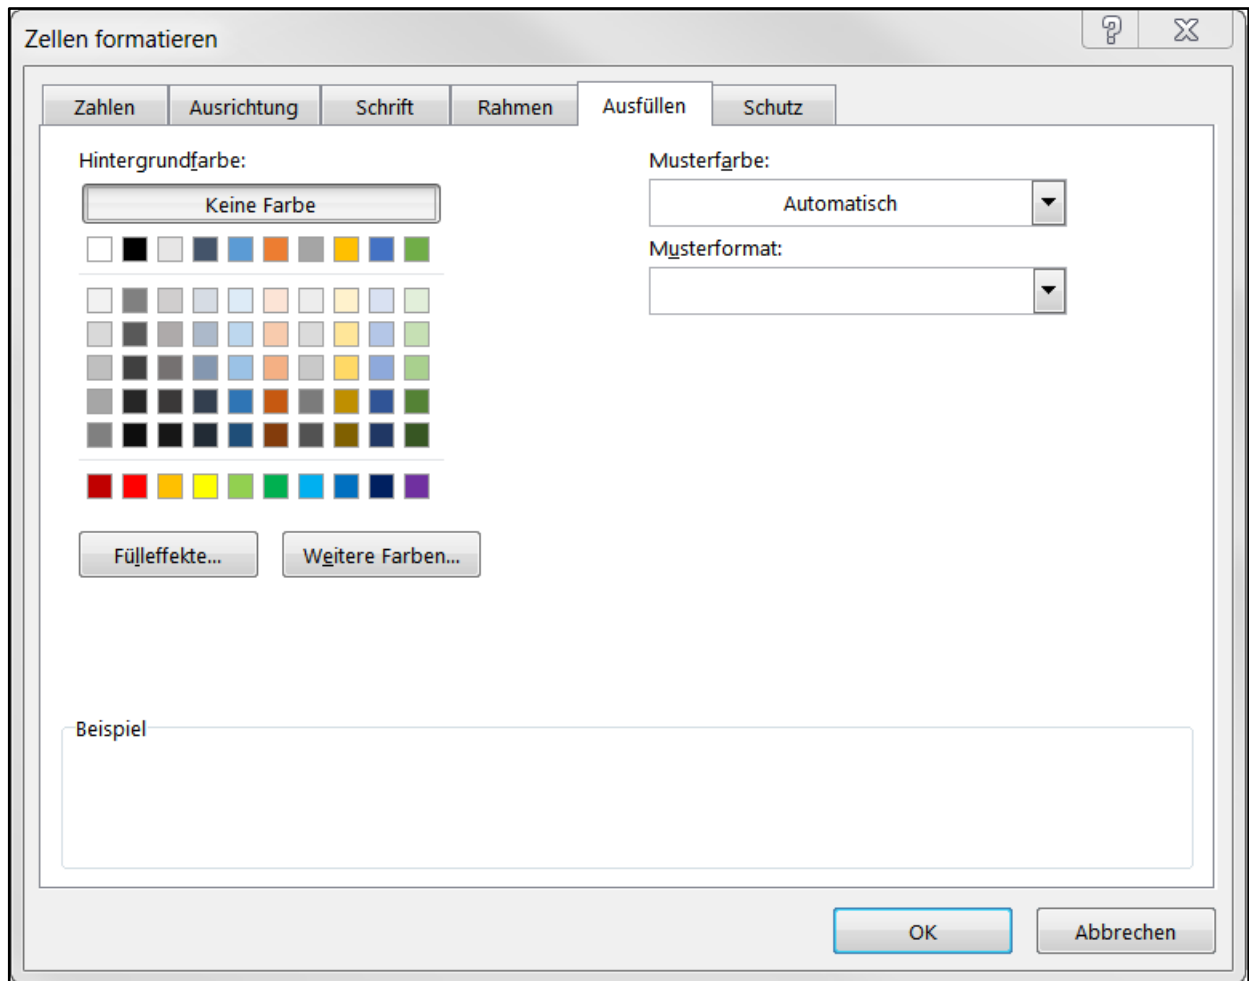 Zellen formatieren
Zahlen Ausrichtung Schrift Rahmen Ausfüllen Schutz
Hintergrundfarbe:
Keine Farbe
Musterfarbe:
Automatisch
Musterformat:
Fülleffekte...
Weitere Farben...
Beispiel
OK
Abbrechen